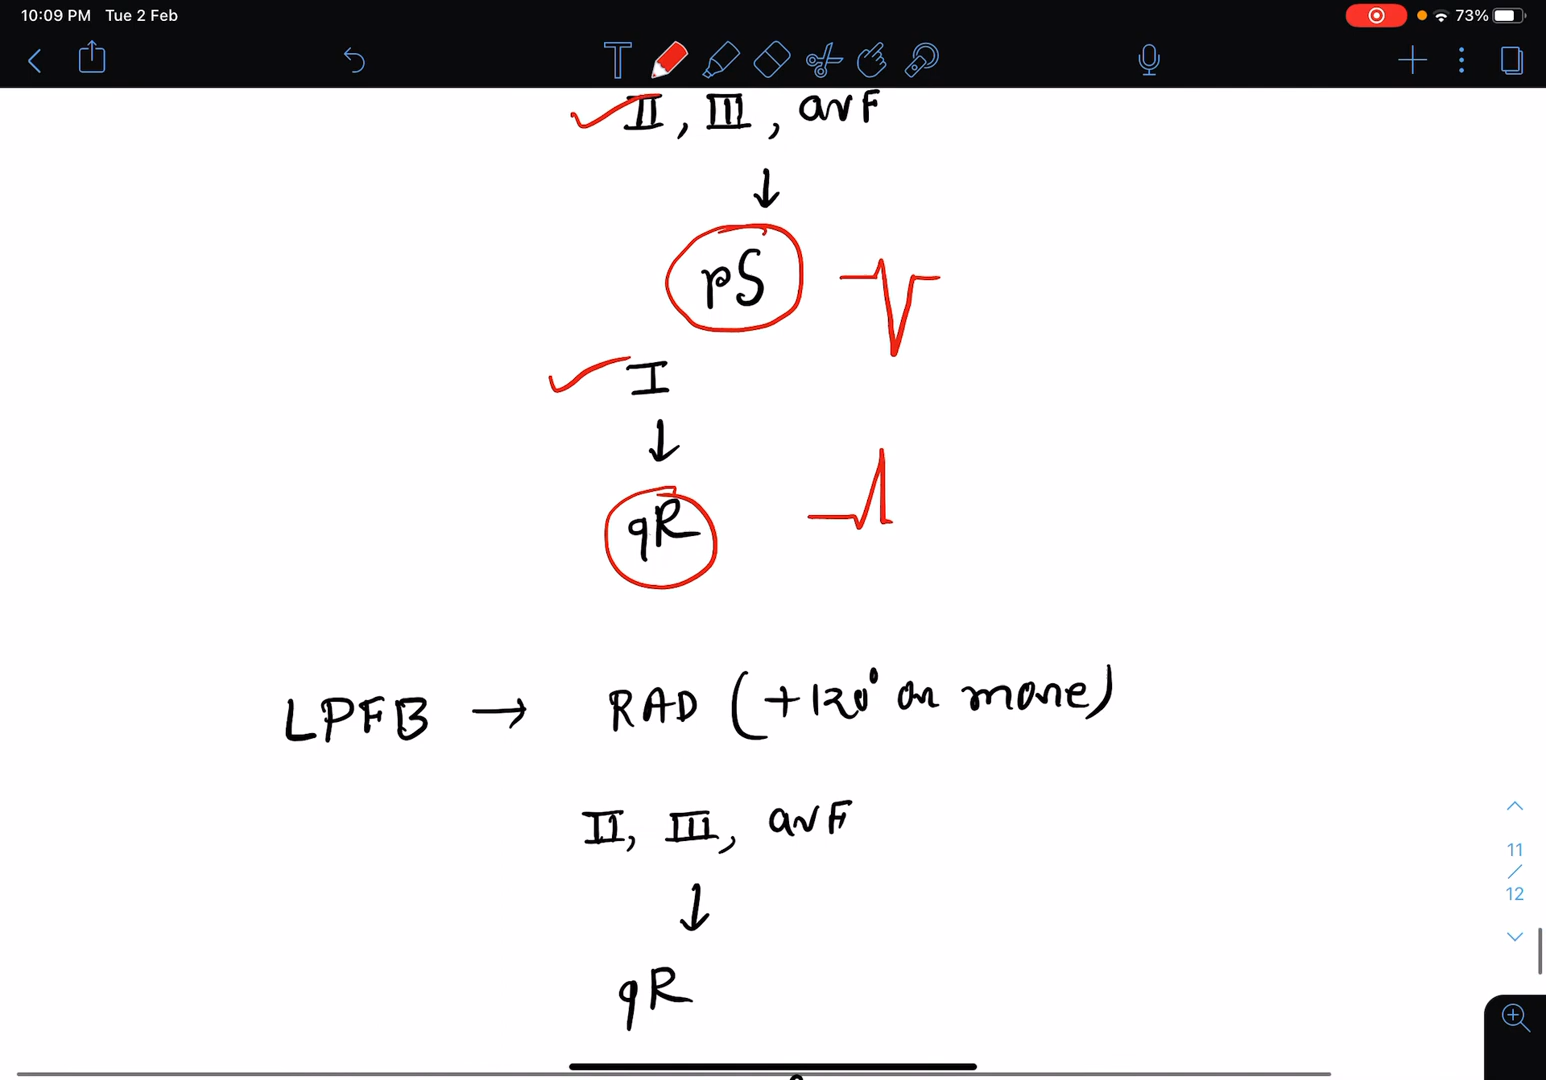 10:09 PM Tue 2 Feb 73%
T
II, III, avF
↓
rS
I
↓
qR
LPFB → RAD (+120° or more)
II, III, avF
↓
qR
11
/
12